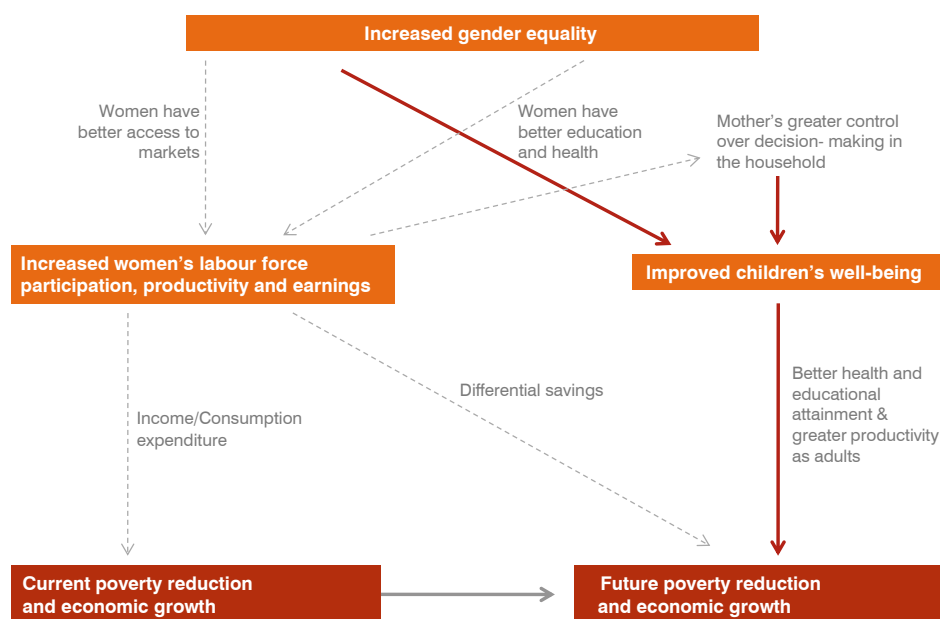 Increased gender equality
Women have
better access to
markets
Women have
better education
and health
Mother’s greater control
over decision- making in
the household
Increased women’s labour force
participation, productivity and earnings
Improved children’s well-being
Income/Consumption
expenditure
Differential savings
Better health and
educational
attainment &
greater productivity
as adults
Current poverty reduction
and economic growth
Future poverty reduction
and economic growth